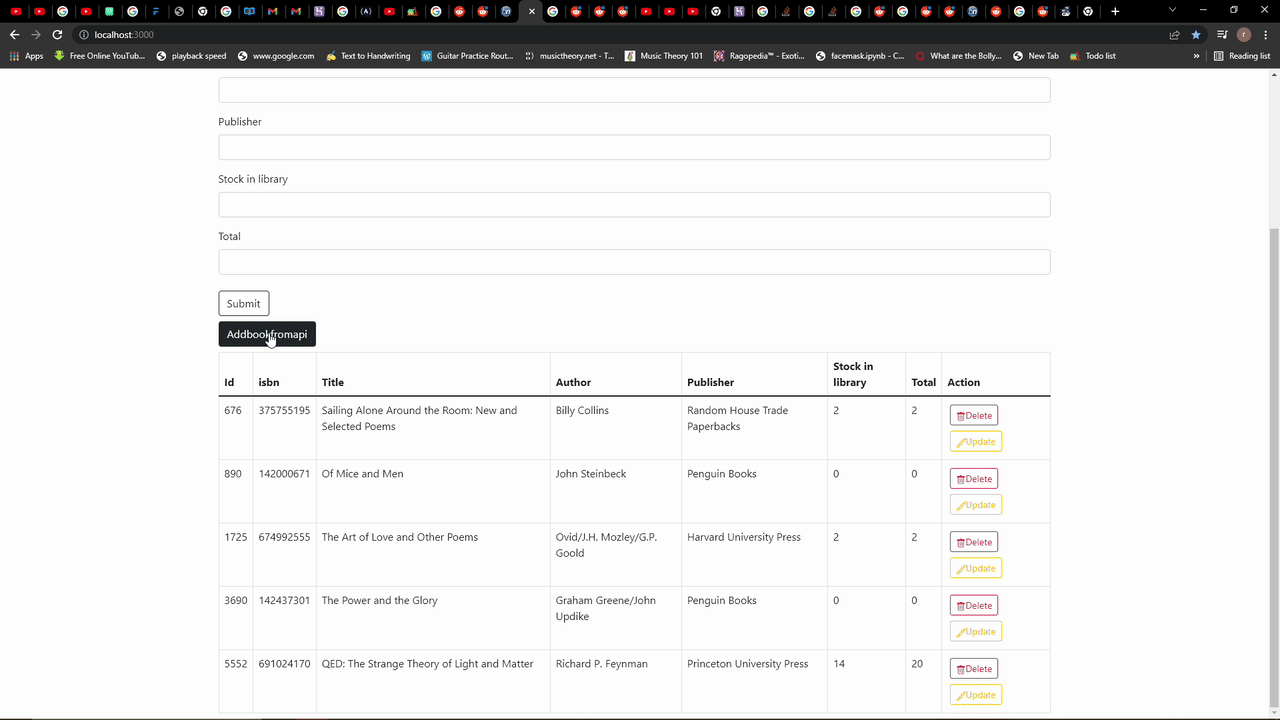 localhost:3000
r
Apps Free Online YouTub... playback speed www.google.com Text to Handwriting Guitar Practice Rout... musictheory.net - T... Music Theory 101 Ragopedia™ – Exoti... facemask.ipynb - C... What are the Bolly... New Tab Todo list » Reading list
Publisher
Stock in library
Total
Submit
Addbookfromapi
Id isbn Title Author Publisher Stock in library Total Action
676 375755195 Sailing Alone Around the Room: New and Selected Poems Billy Collins Random House Trade Paperbacks 2 2 Delete
Update
890 142000671 Of Mice and Men John Steinbeck Penguin Books 0 0 Delete
Update
1725 674992555 The Art of Love and Other Poems Ovid/J.H. Mozley/G.P. Goold Harvard University Press 2 2 Delete
Update
3690 142437301 The Power and the Glory Graham Greene/John Updike Penguin Books 0 0 Delete
Update
5552 691024170 QED: The Strange Theory of Light and Matter Richard P. Feynman Princeton University Press 14 20 Delete
Update